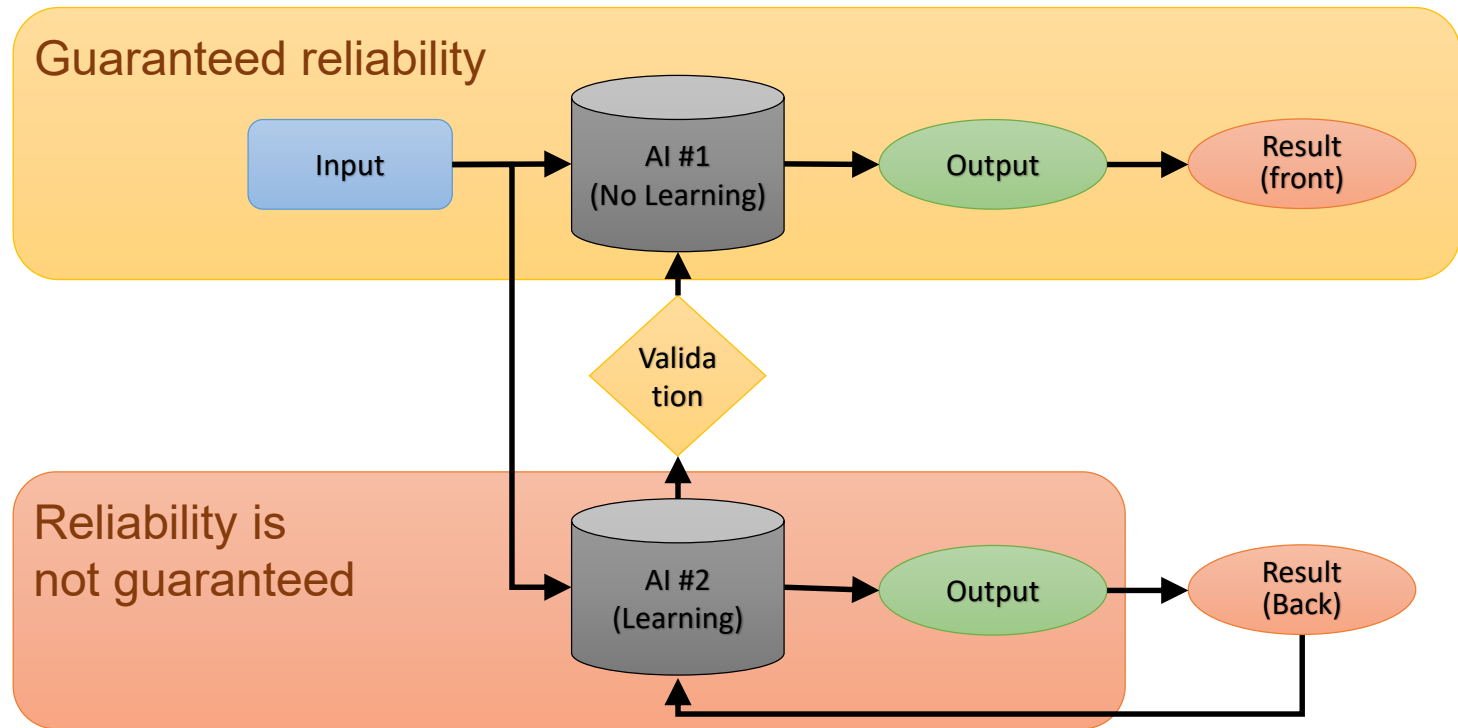 Guaranteed reliability
Input
AI #1
(No Learning)
Output
Result
(front)
Valida
tion
Reliability is
not guaranteed
AI #2
(Learning)
Output
Result
(Back)